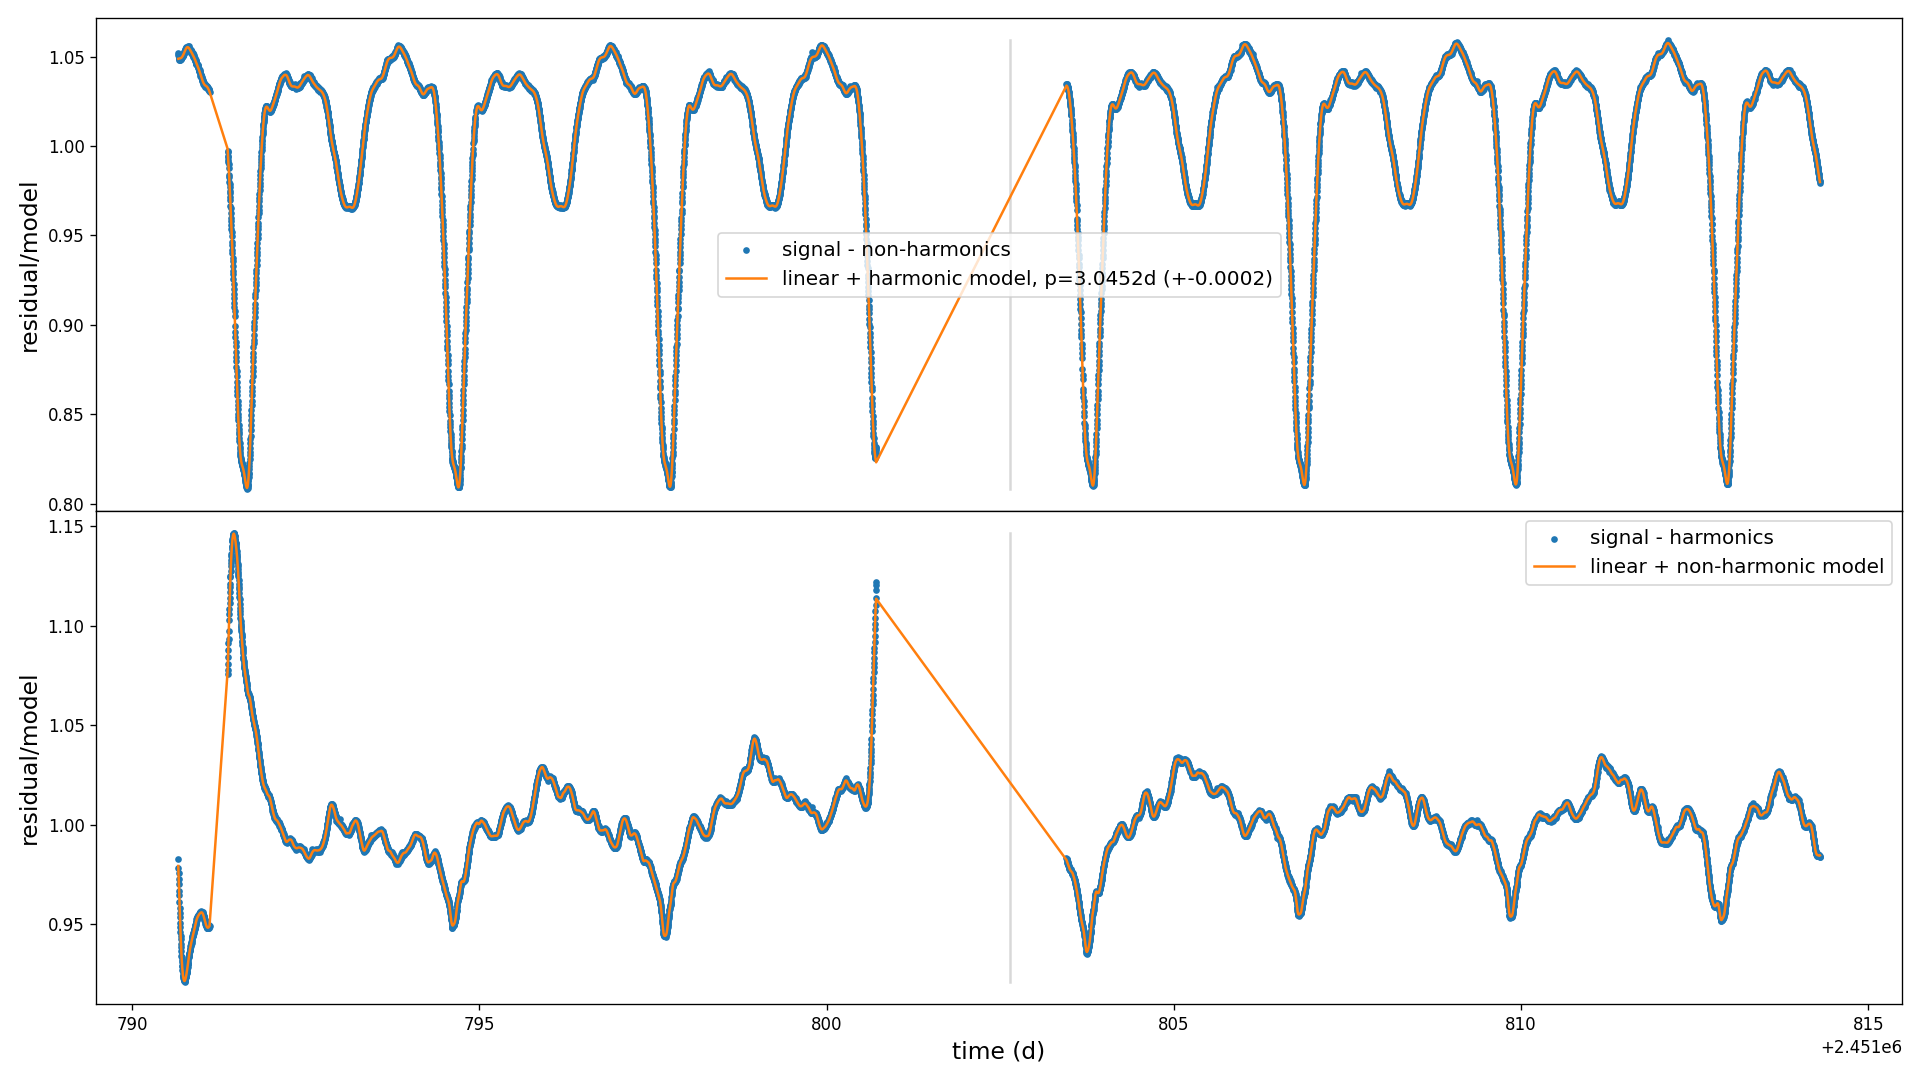 residual/model
1.05
1.00
0.95
0.90
0.85
0.80
signal - non-harmonics
linear + harmonic model, p=3.0452d (+-0.0002)
residual/model
1.15
1.10
1.05
1.00
0.95
signal - harmonics
linear + non-harmonic model
790 795 800 805 810 815
time (d)
+2.451e6